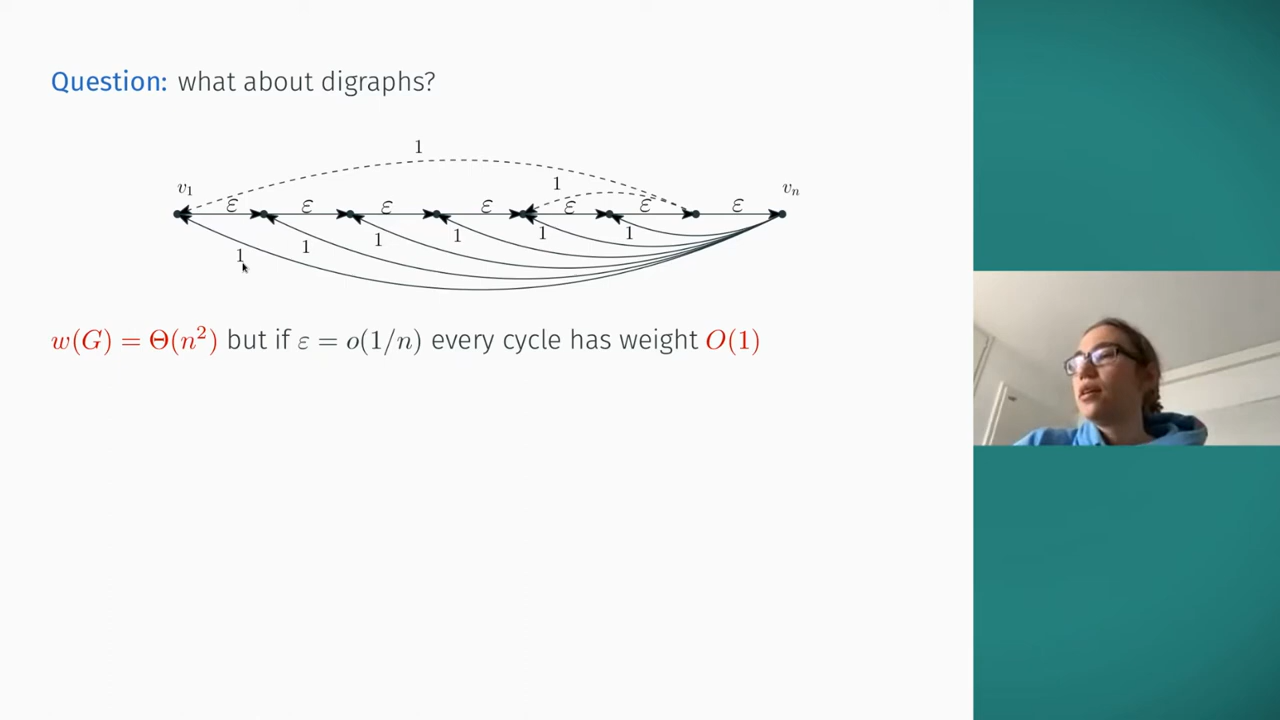 Question: what about digraphs?
1
v₁ 1 vₙ
ε ε ε ε ε ε ε
1 1 1 1 1 1
w(G) = Θ(n²) but if ε = o(1/n) every cycle has weight O(1)